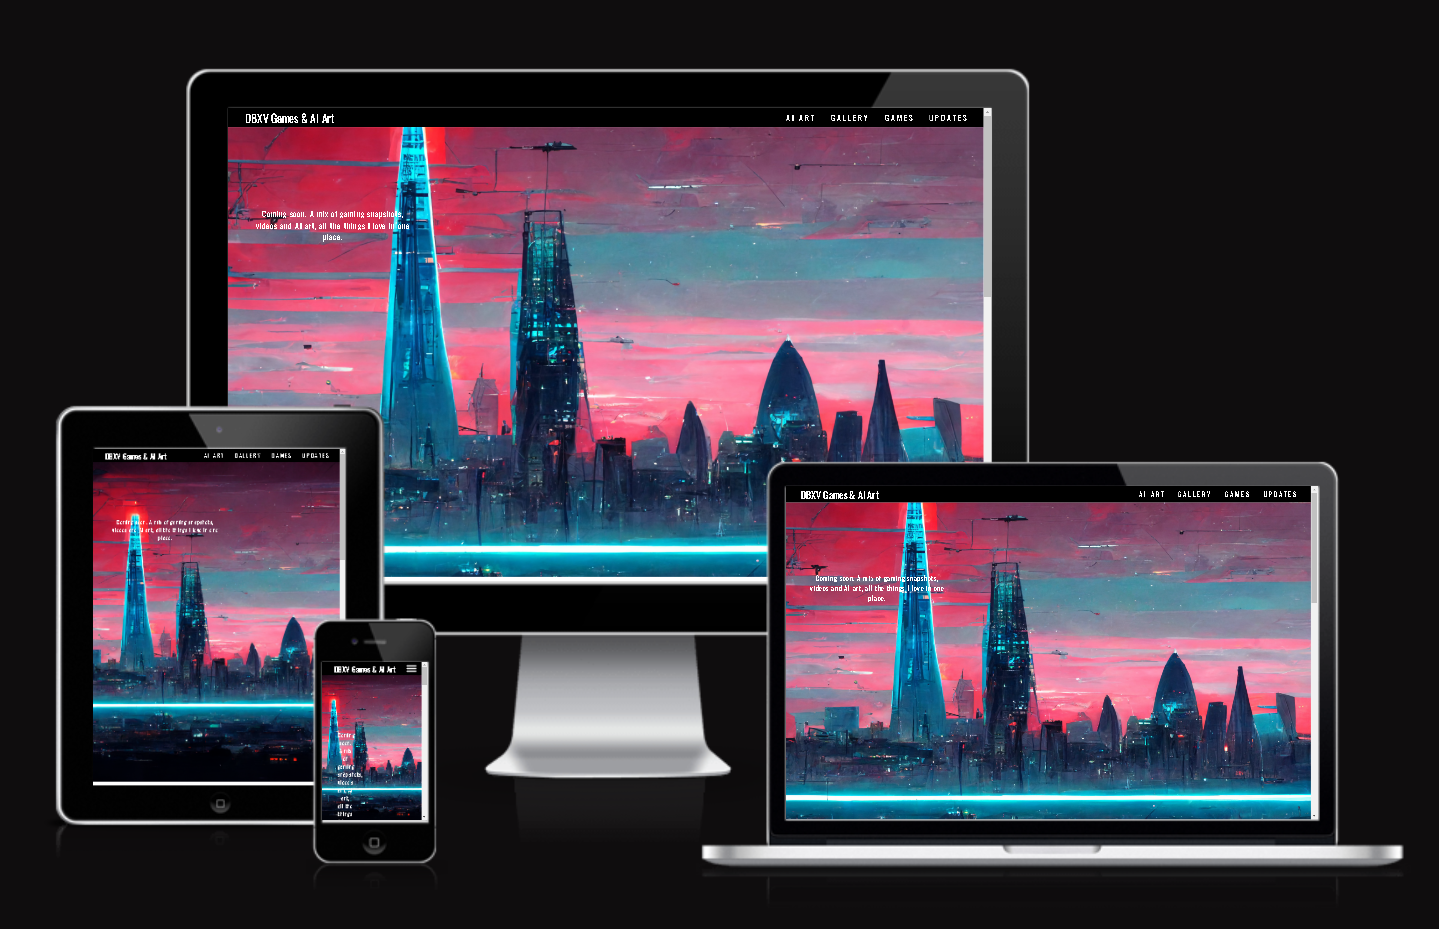 DBXV Games & AI Art
AI ART GALLERY GAMES UPDATES
Coming soon. A mix of gaming snapshots,
videos and AI art, all the things I love in one
place.
DBXV Games & AI Art
AI ART GALLERY GAMES UPDATES
Coming soon. A mix of gaming snapshots,
videos and AI art, all the things I love in one
place.
DBXV Games & AI Art
Coming
soon.
A mix
of
gaming
snapshots,
videos
art,
all the
things
DBXV Games & AI Art
AI ART GALLERY GAMES UPDATES
Coming soon. A mix of gaming snapshots,
videos and AI art, all the things I love in one
place.